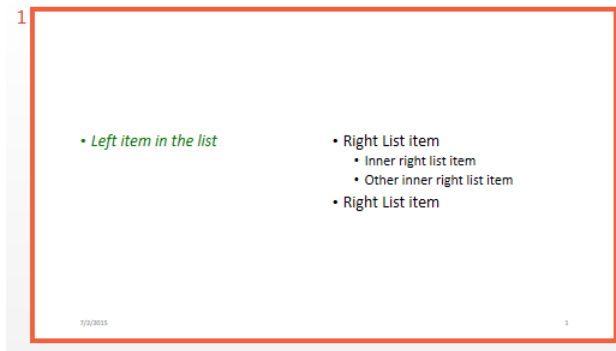 1
• Left item in the list
• Right List item
• Inner right list item
• Other inner right list item
• Right List item
7/2/2015
1